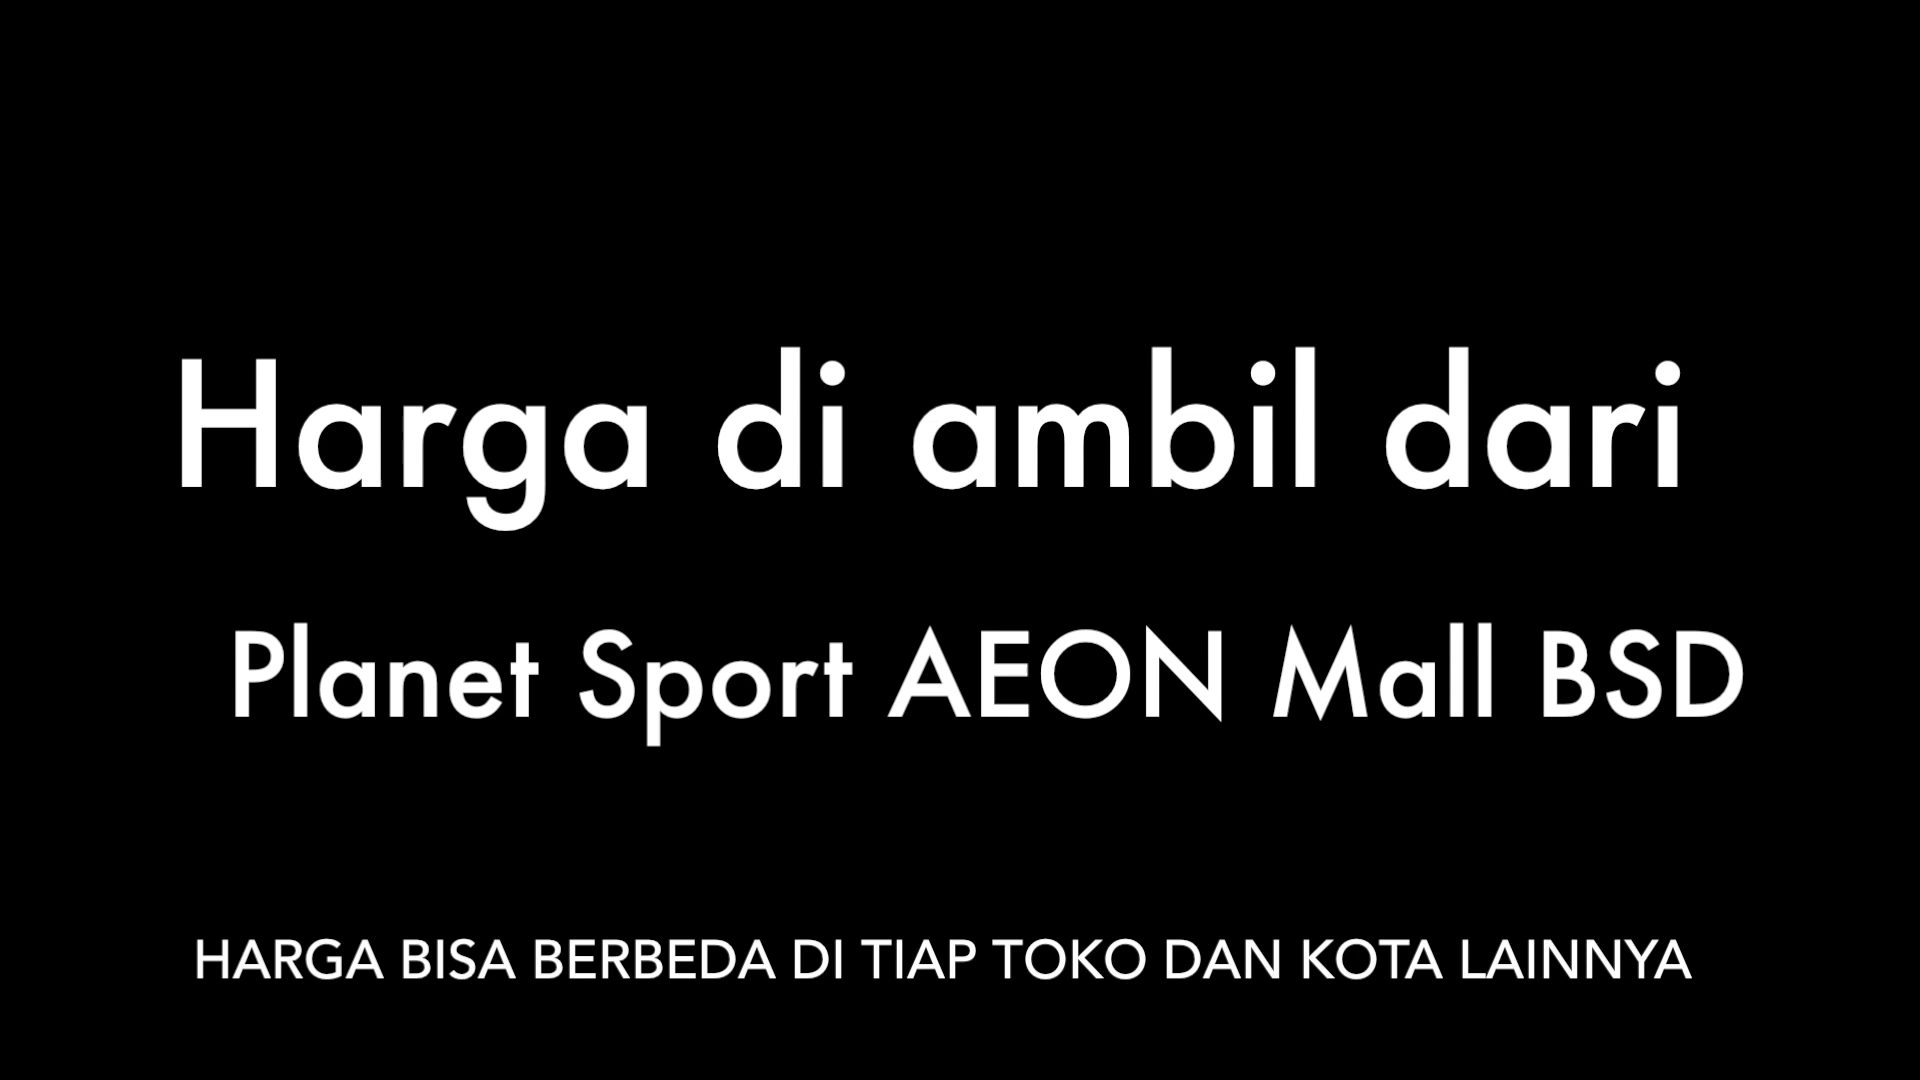 Harga di ambil dari
Planet Sport AEON Mall BSD
HARGA BISA BERBEDA DI TIAP TOKO DAN KOTA LAINNYA